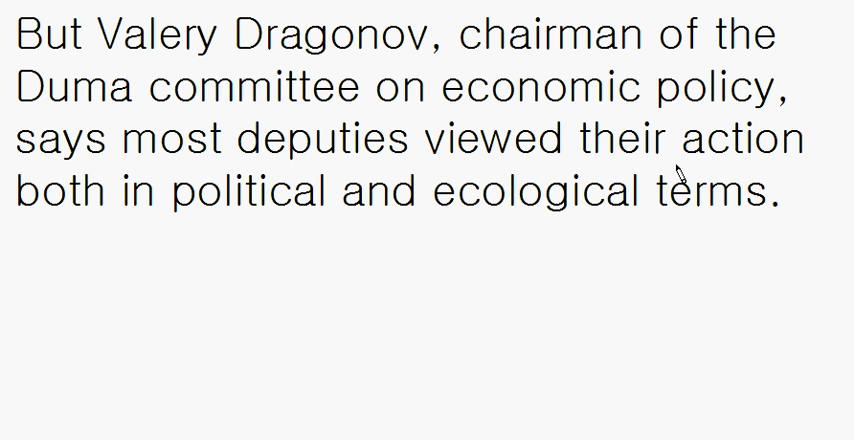 But Valery Dragonov, chairman of the
Duma committee on economic policy,
says most deputies viewed their action
both in political and ecological terms.